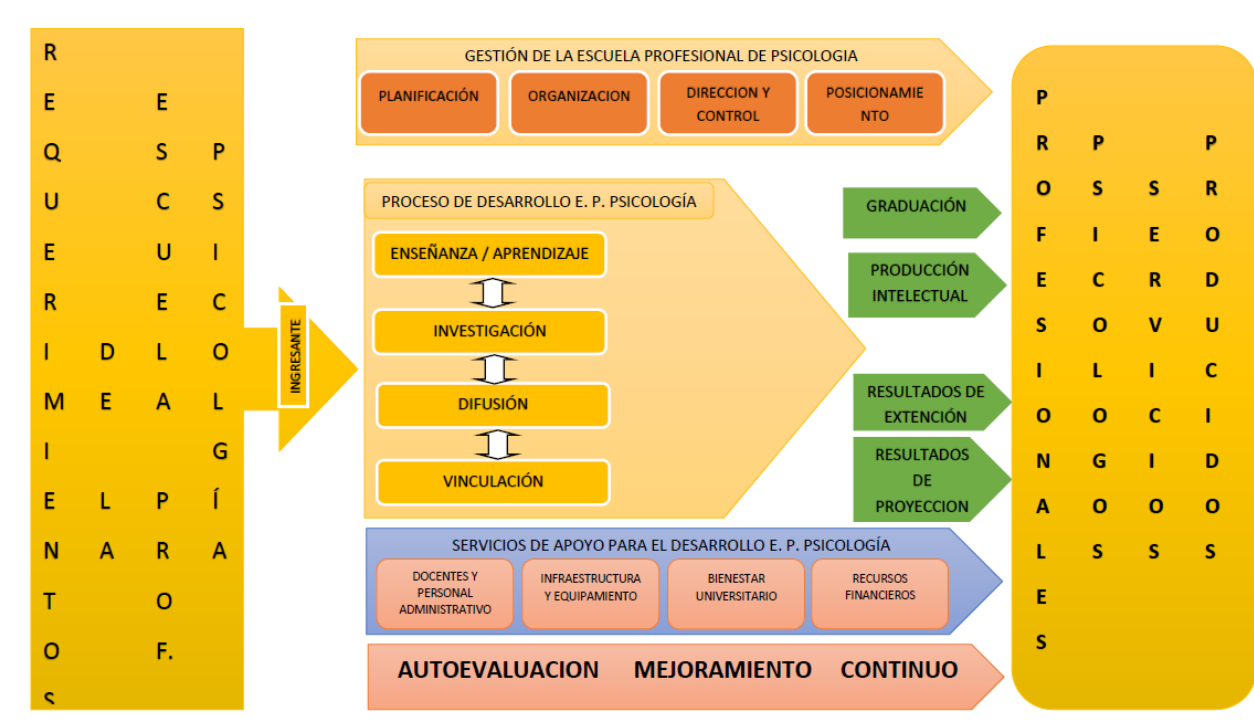 REQUERIMIENTOS
DE LA
ESCUELA PROF.
PSICOLGÍA
INGRESANTE
GESTIÓN DE LA ESCUELA PROFESIONAL DE PSICOLOGIA
PLANIFICACIÓN
ORGANIZACION
DIRECCION Y
CONTROL
POSICIONAMIE
NTO
PROCESO DE DESARROLLO E. P. PSICOLOGÍA
ENSEÑANZA / APRENDIZAJE
INVESTIGACIÓN
DIFUSIÓN
VINCULACIÓN
GRADUACIÓN
PRODUCCIÓN
INTELECTUAL
RESULTADOS DE
EXTENCIÓN
RESULTADOS
DE
PROYECCION
SERVICIOS DE APOYO PARA EL DESARROLLO E. P. PSICOLOGÍA
DOCENTES Y
PERSONAL
ADMINISTRATIVO
INFRAESTRUCTURA
Y EQUIPAMIENTO
BIENESTAR
UNIVERSITARIO
RECURSOS
FINANCIEROS
AUTOEVALUACION MEJORAMIENTO CONTINUO
PROFESIONALES
PSICOLOGOS
SERVICIOS
PRODUCIDOS